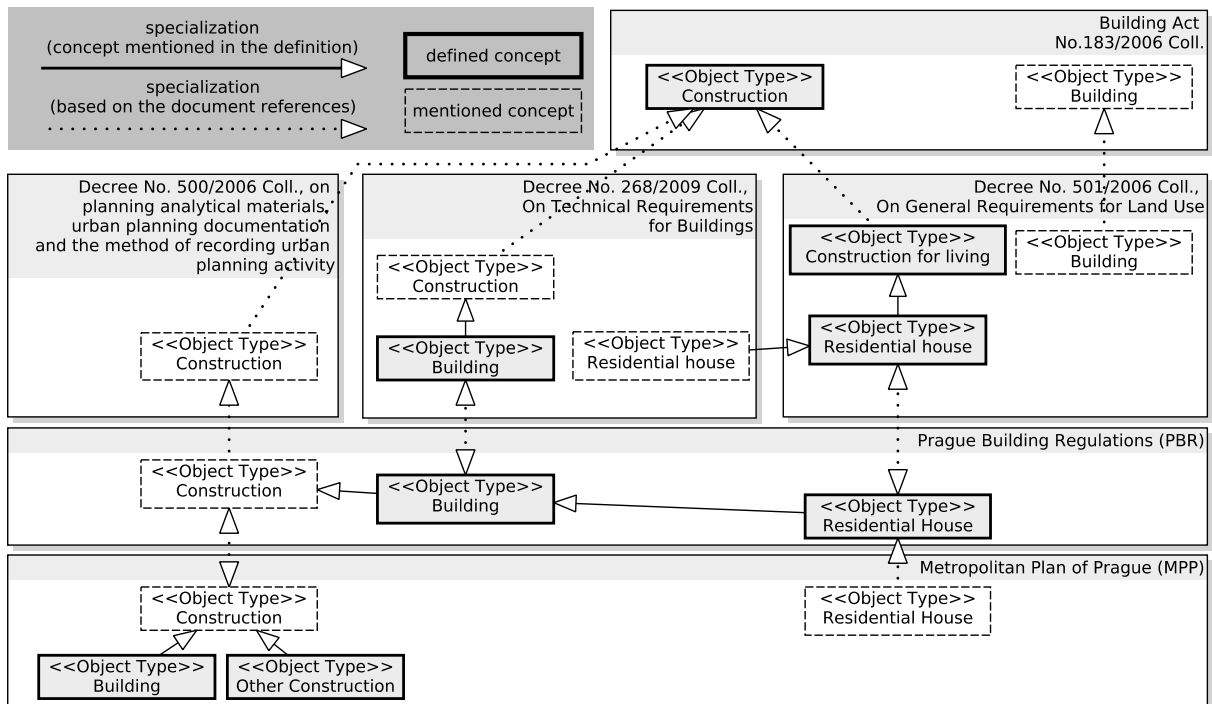 specialization
(concept mentioned in the definition)
specialization
(based on the document references)
defined concept
mentioned concept
Building Act
No.183/2006 Coll.
<<Object Type>>
Construction
<<Object Type>>
Building
Decree No. 500/2006 Coll., on
planning analytical materials,
urban planning documentation
and the method of recording urban
planning activity
<<Object Type>>
Construction
Decree No. 268/2009 Coll.,
On Technical Requirements
for Buildings
<<Object Type>>
Construction
<<Object Type>>
Building
<<Object Type>>
Residential house
Decree No. 501/2006 Coll.,
On General Requirements for Land Use
<<Object Type>>
Construction for living
<<Object Type>>
Building
<<Object Type>>
Residential house
Prague Building Regulations (PBR)
<<Object Type>>
Construction
<<Object Type>>
Building
<<Object Type>>
Residential House
Metropolitan Plan of Prague (MPP)
<<Object Type>>
Construction
<<Object Type>>
Residential House
<<Object Type>>
Building
<<Object Type>>
Other Construction